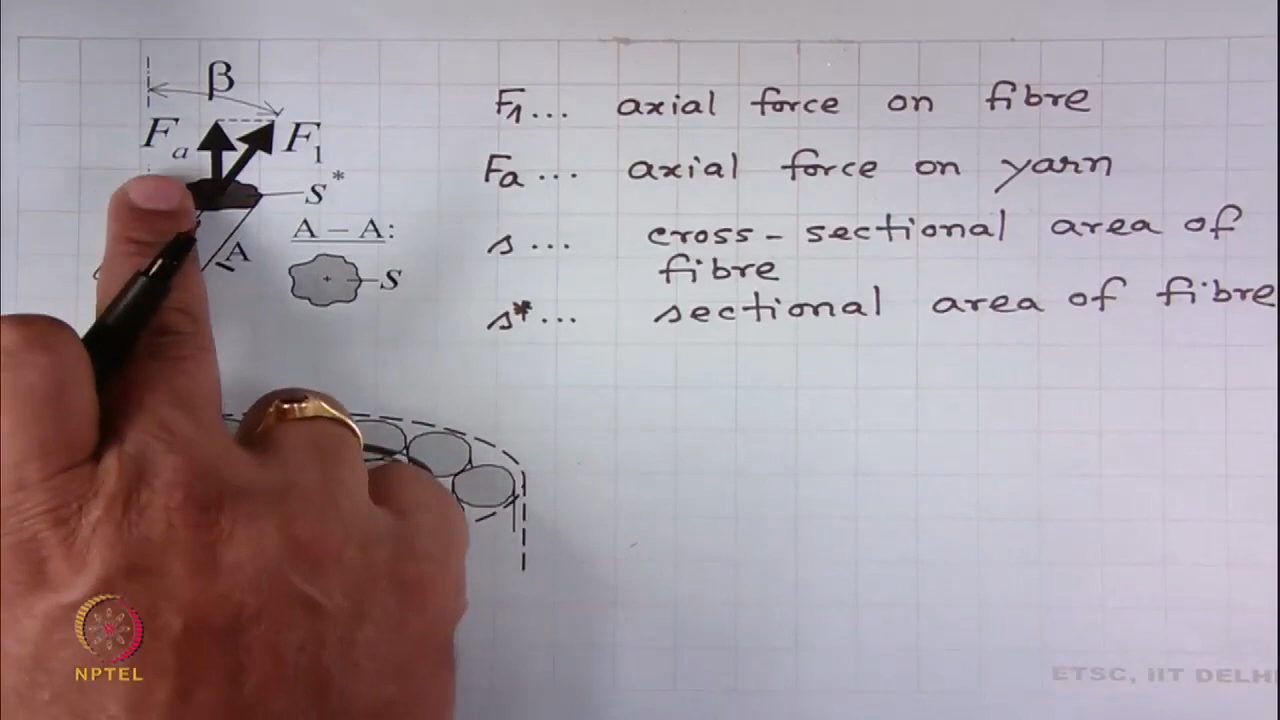 β
Fa
F1
s*
A – A:
A
s
F1... axial force on fibre
Fa ... axial force on yarn
s ... cross-sectional area of
fibre
s* ... sectional area of fibre
NPTEL
ETSC, IIT DELH